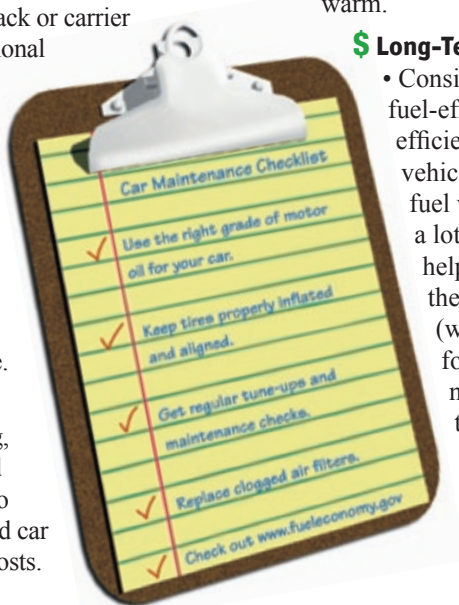 ack or carrier
ional
e.
g,
l
o
d car
osts.
Car Maintenance Checklist
Use the right grade of motor
oil for your car.
Keep tires properly inflated
and aligned.
Get regular tune-ups and
maintenance checks.
Replace clogged air filters.
Check out www.fueleconomy.gov
warm.
$ Long-Te
• Consi
fuel-eff
efficie
vehic
fuel
a lot
help
the
(w
fo
n
t